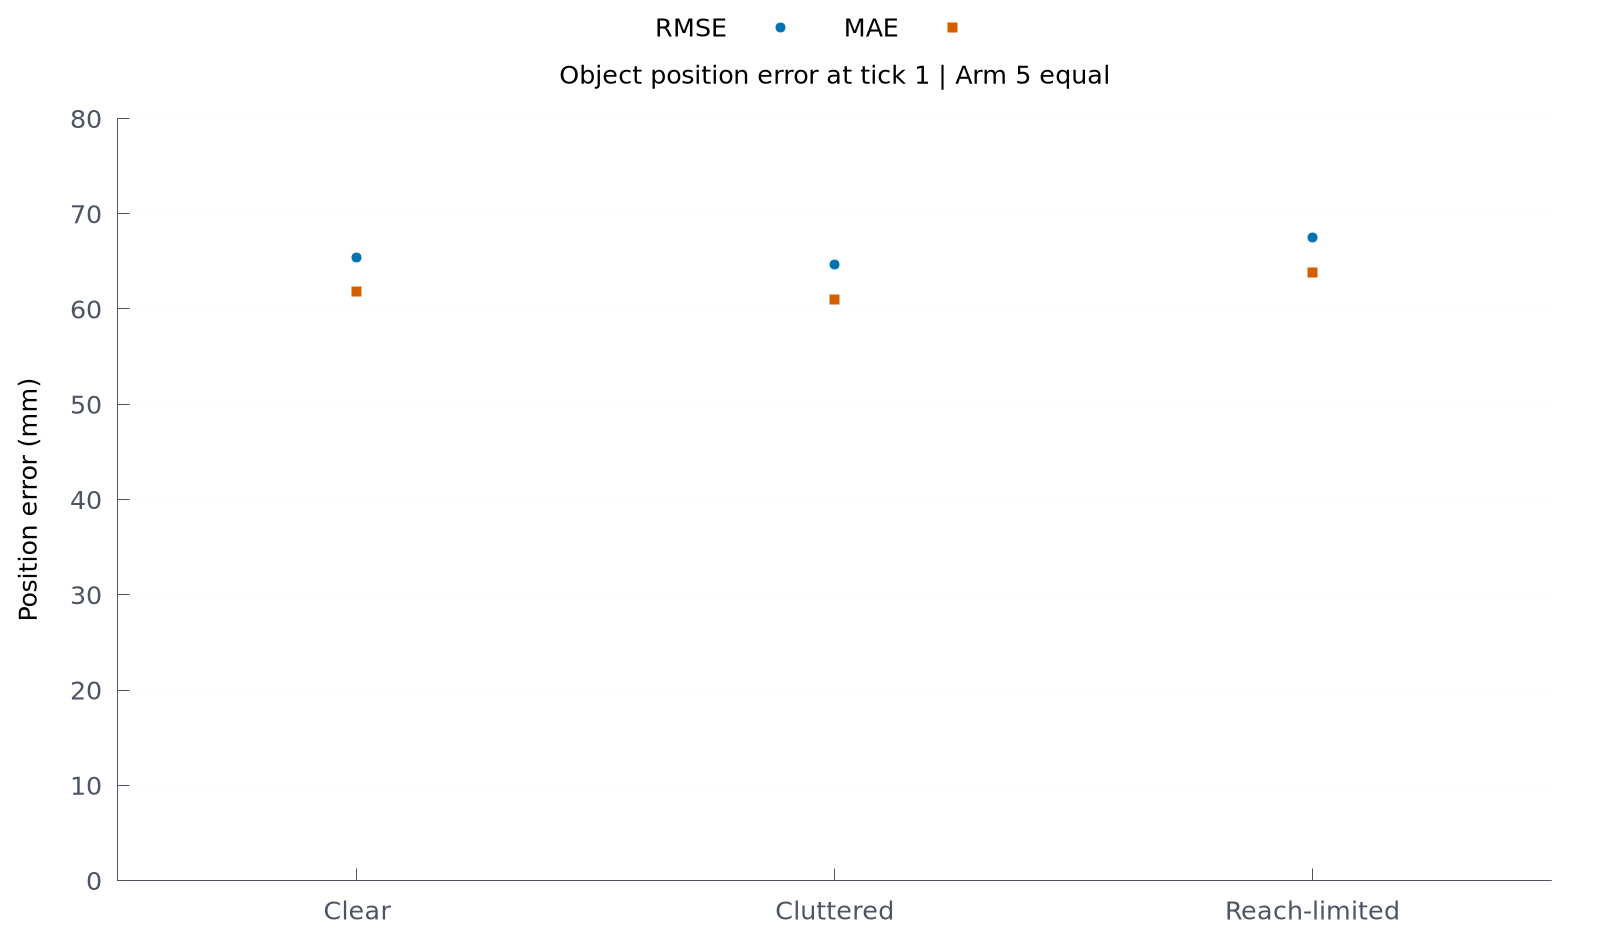 RMSE MAE
Object position error at tick 1 | Arm 5 equal
Position error (mm)
80
70
60
50
40
30
20
10
0
Clear Cluttered Reach-limited